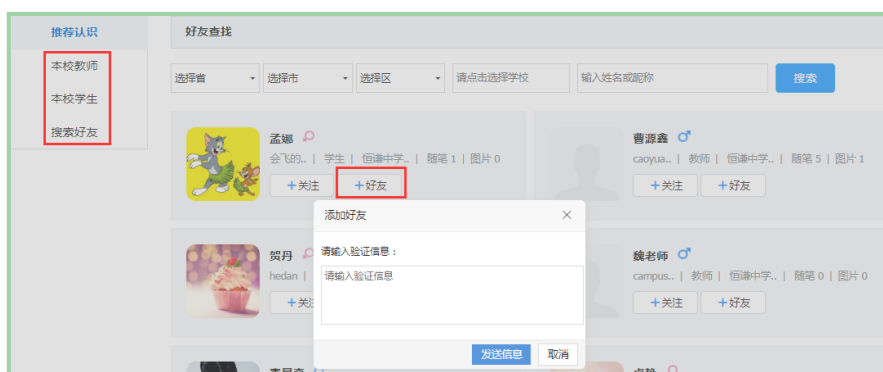 推荐认识
好友查找
本校教师
本校学生
搜索好友
选择省 选择市 选择区 请点击选择学校 输入姓名或昵称 搜索
孟娜
会飞的.. | 学生 | 恒谦中学.. | 随笔 1 | 图片 0
+关注 +好友
曹源鑫
caoyua.. | 教师 | 恒谦中学.. | 随笔 5 | 图片 1
+关注 +好友
添加好友
请输入验证信息：
请输入验证信息
发送信息 取消
贺丹
hedan |
+关
魏老师
campus.. | 教师 | 恒谦中学.. | 随笔 0 | 图片 0
+关注 +好友